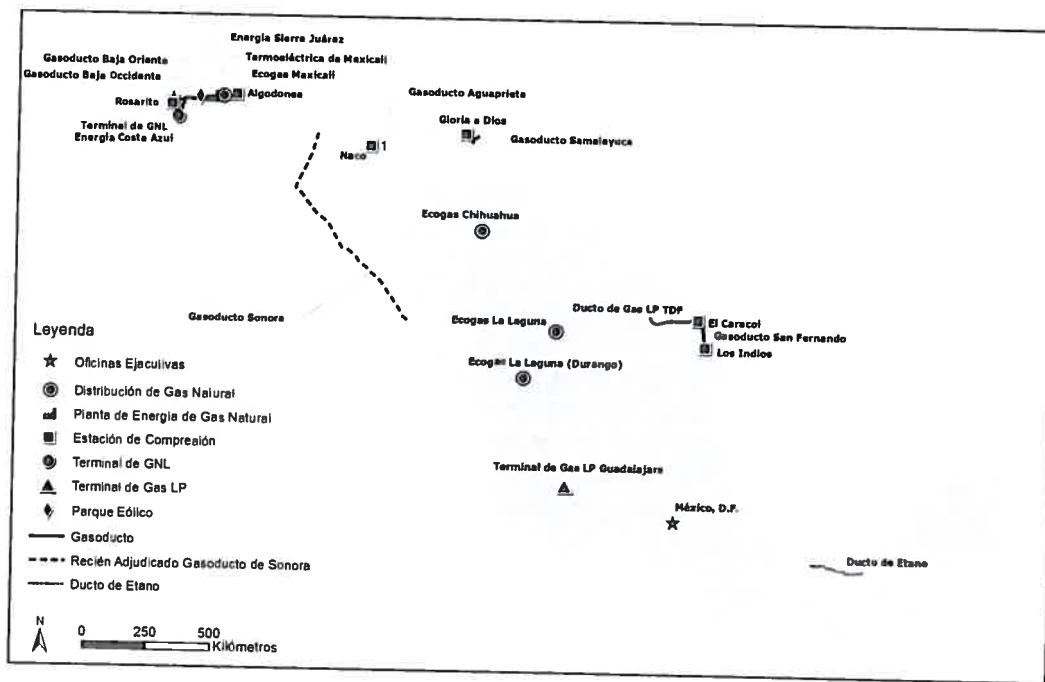 Energía Sierra Juárez
Gasoducto Baja Oriente
Termoeléctrica de Mexicali
Gasoducto Baja Occidente
Ecogas Mexicali
Rosarito
Algodones
Terminal de GNL
Energía Costa Azul
Gasoducto Aguaprieta
Gloria a Dios
Gasoducto Samalayuca
Naco
1
Ecogas Chihuahua
Gasoducto Sonora
Ecogas La Laguna
Ducto de Gas LP TDF
El Caracol
Gasoducto San Fernando
Los Indios
Ecogas La Laguna (Durango)
Terminal de Gas LP Guadalajara
México, D.F.
Ducto de Etano
Leyenda
Oficinas Ejecutivas
Distribución de Gas Natural
Planta de Energía de Gas Natural
Estación de Compresión
Terminal de GNL
Terminal de Gas LP
Parque Eólico
Gasoducto
Recién Adjudicado Gasoducto de Sonora
Ducto de Etano
N
0 250 500
Kilómetros